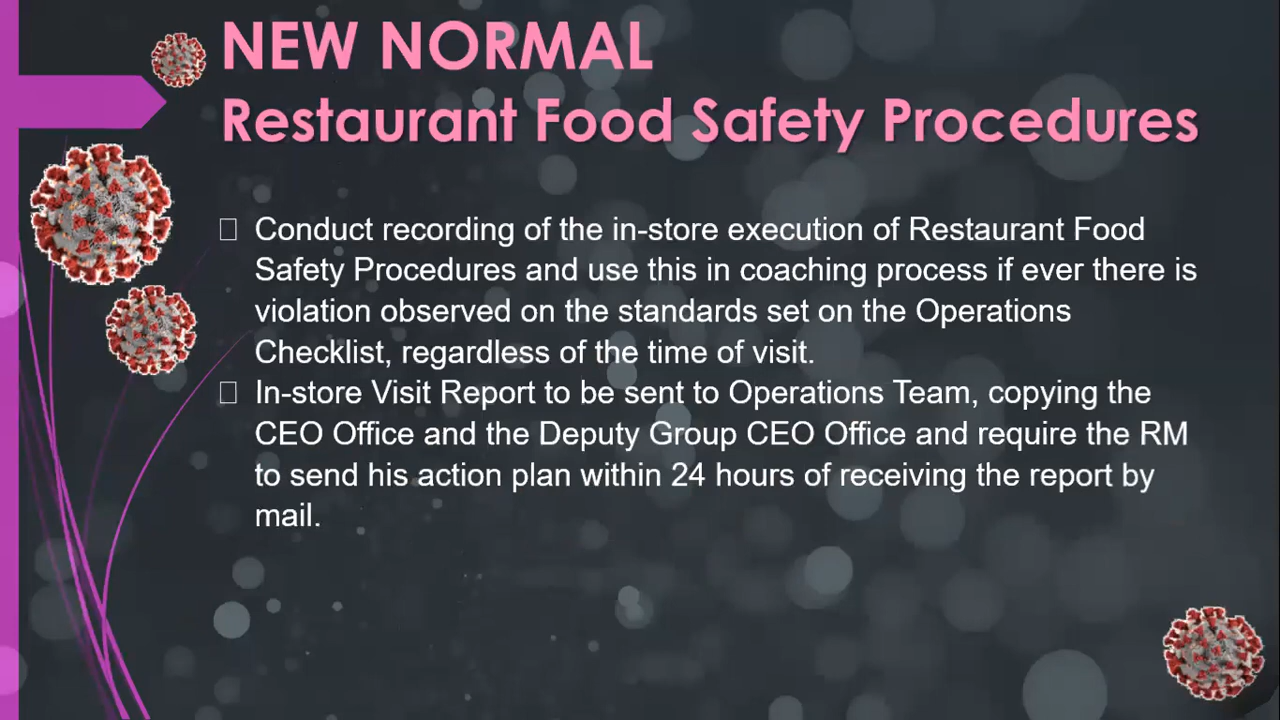 NEW NORMAL
Restaurant Food Safety Procedures
Conduct recording of the in-store execution of Restaurant Food
Safety Procedures and use this in coaching process if ever there is
violation observed on the standards set on the Operations
Checklist, regardless of the time of visit.
In-store Visit Report to be sent to Operations Team, copying the
CEO Office and the Deputy Group CEO Office and require the RM
to send his action plan within 24 hours of receiving the report by
mail.